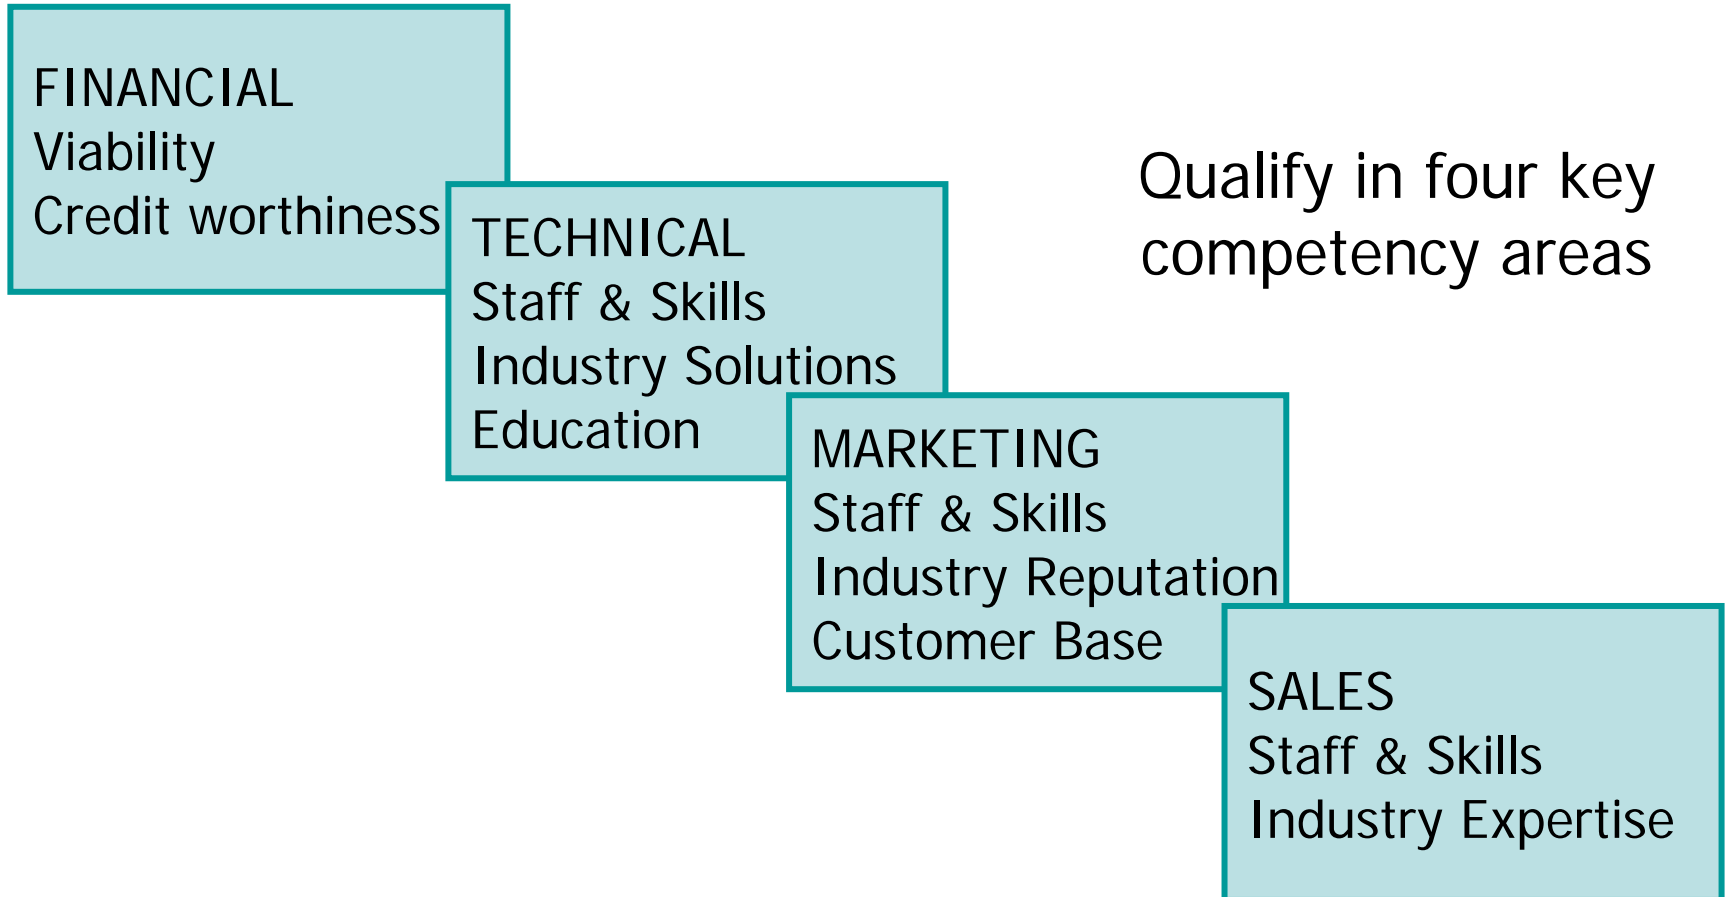 FINANCIAL
Viability
Credit worthiness
Qualify in four key
competency areas
TECHNICAL
Staff & Skills
Industry Solutions
Education
MARKETING
Staff & Skills
Industry Reputation
Customer Base
SALES
Staff & Skills
Industry Expertise